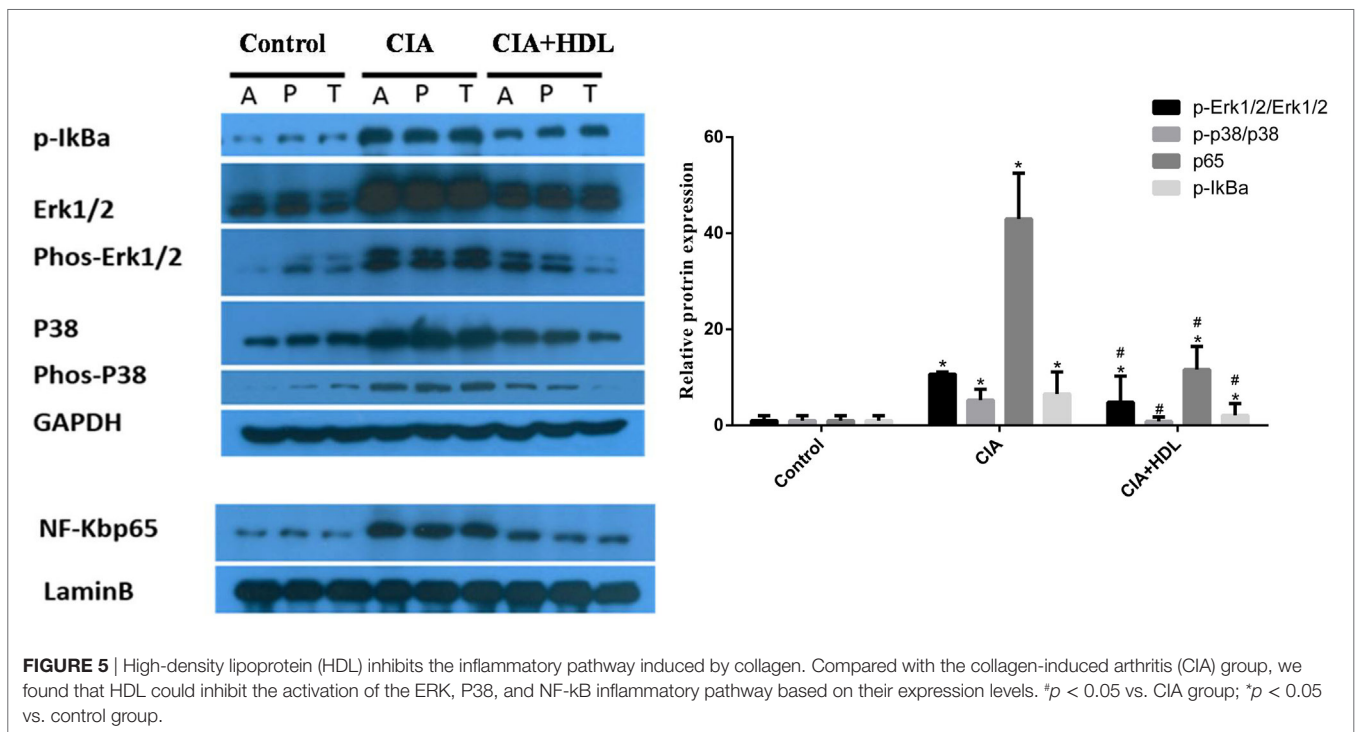 Control CIA CIA+HDL
A P T A P T A P T
p-IkBa
Erk1/2
Phos-Erk1/2
P38
Phos-P38
GAPDH
NF-Kbp65
LaminB
p-Erk1/2/Erk1/2
p-p38/p38
p65
p-IkBa
Relative protrin expression
60
40
20
0
* * * * # * # # * # *
Control CIA CIA+HDL
FIGURE 5 | High-density lipoprotein (HDL) inhibits the inflammatory pathway induced by collagen. Compared with the collagen-induced arthritis (CIA) group, we
found that HDL could inhibit the activation of the ERK, P38, and NF-kB inflammatory pathway based on their expression levels. #p < 0.05 vs. CIA group; *p < 0.05
vs. control group.